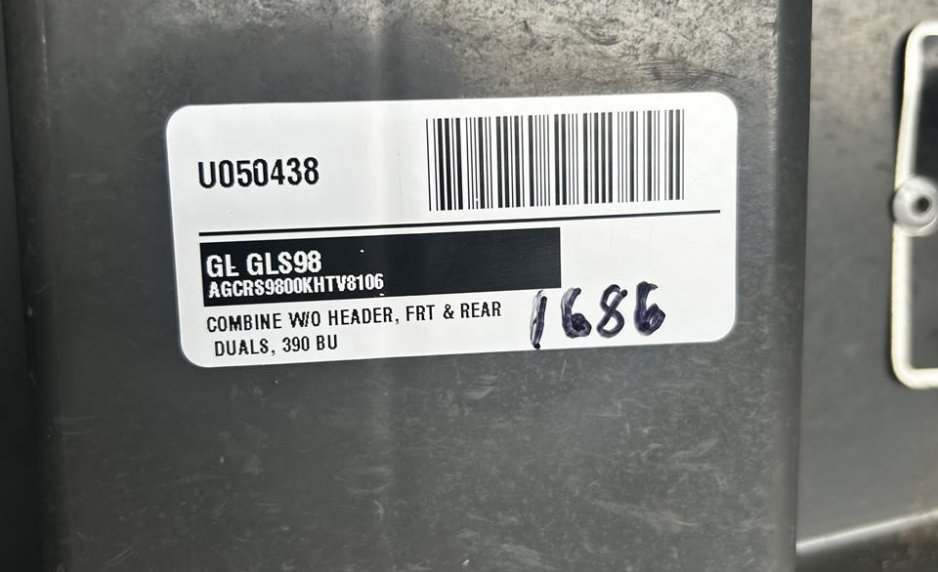 U050438
GL GLS98
AGCRS9800KHTV8106
COMBINE W/O HEADER, FRT & REAR
DUALS, 390 BU
1686